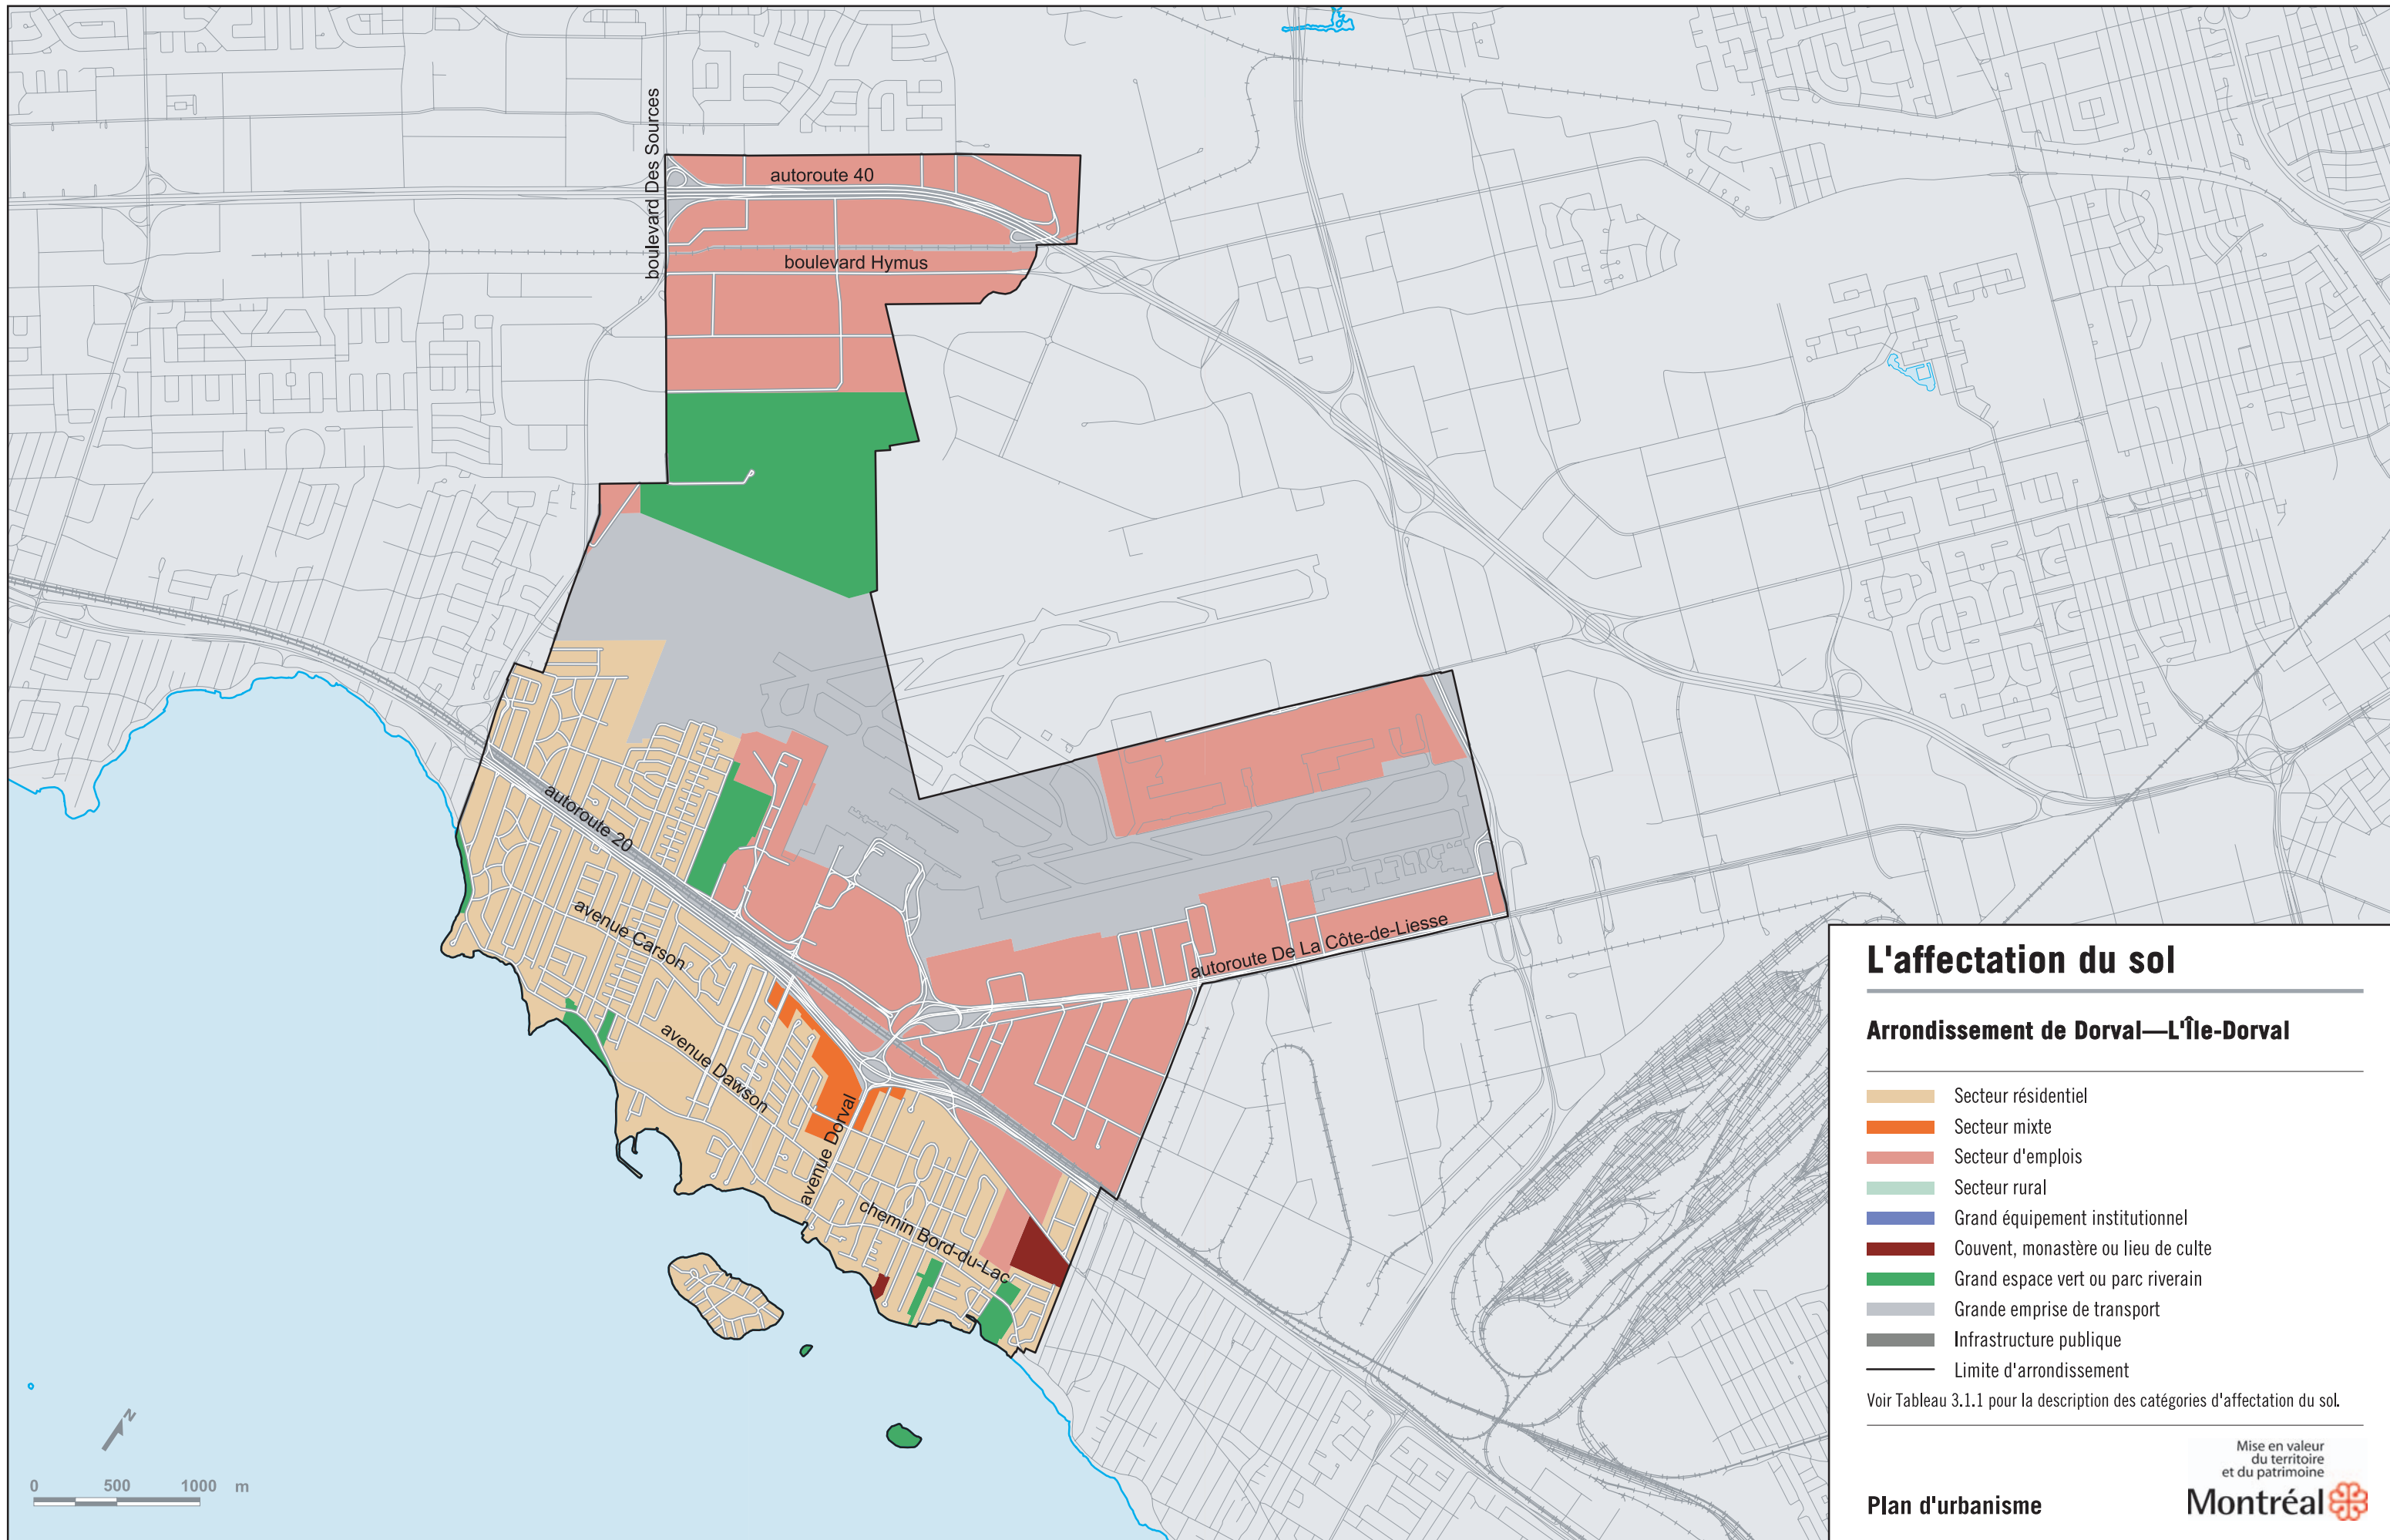 boulevard Des Sources
autoroute 40
boulevard Hymus
autoroute 20
avenue Carson
avenue Dawson
avenue Dorval
autoroute De La Côte-de-Liesse
chemin Bord-du-Lac
N
0 500 1000 m
L'affectation du sol
Arrondissement de Dorval—L'Île-Dorval
Secteur résidentiel
Secteur mixte
Secteur d'emplois
Secteur rural
Grand équipement institutionnel
Couvent, monastère ou lieu de culte
Grand espace vert ou parc riverain
Grande emprise de transport
Infrastructure publique
Limite d'arrondissement
Voir Tableau 3.1.1 pour la description des catégories d'affectation du sol.
Mise en valeur
du territoire
et du patrimoine
Plan d'urbanisme
Montréal